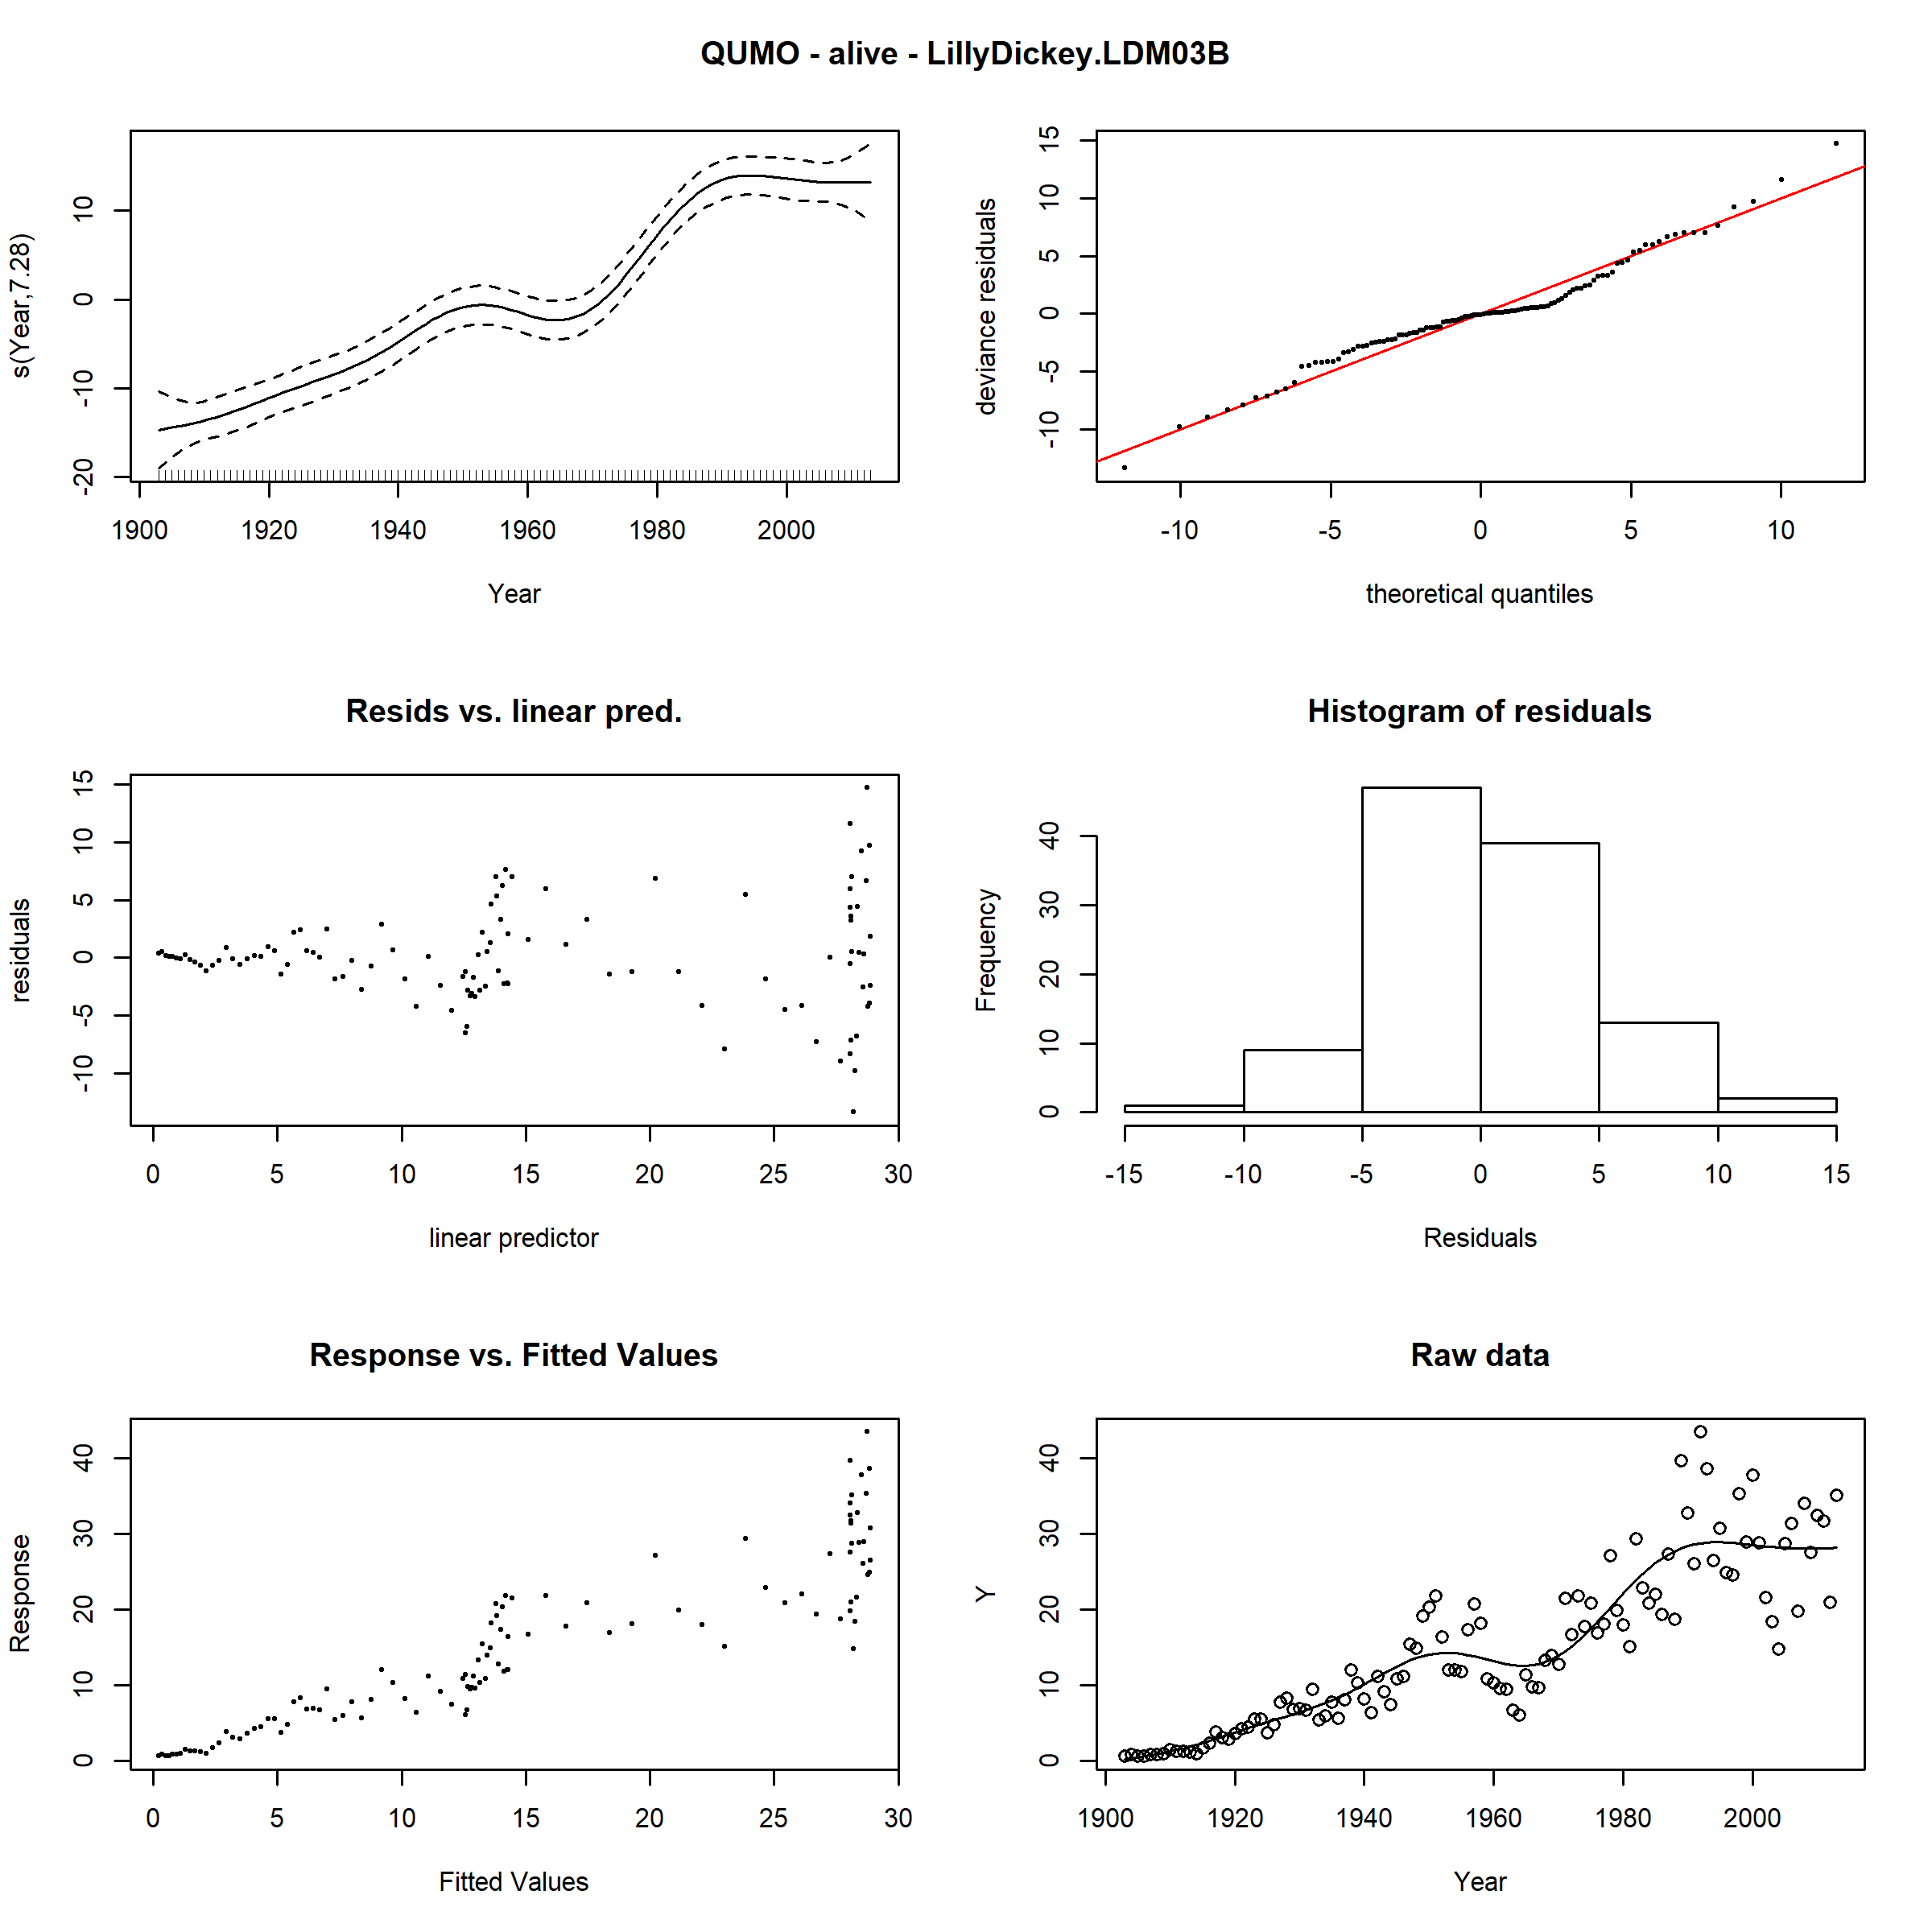 QUMO - alive - LillyDickey.LDM03B
s(Year,7.28)
10
0
-10
-20
1900 1920 1940 1960 1980 2000
Year
deviance residuals
15
10
5
0
-5
-10
-10 -5 0 5 10
theoretical quantiles
Resids vs. linear pred.
residuals
15
10
5
0
-5
-10
0 5 10 15 20 25 30
linear predictor
Histogram of residuals
Frequency
40
30
20
10
0
-15 -10 -5 0 5 10 15
Residuals
Response vs. Fitted Values
Response
40
30
20
10
0
0 5 10 15 20 25 30
Fitted Values
Raw data
Y
40
30
20
10
0
1900 1920 1940 1960 1980 2000
Year